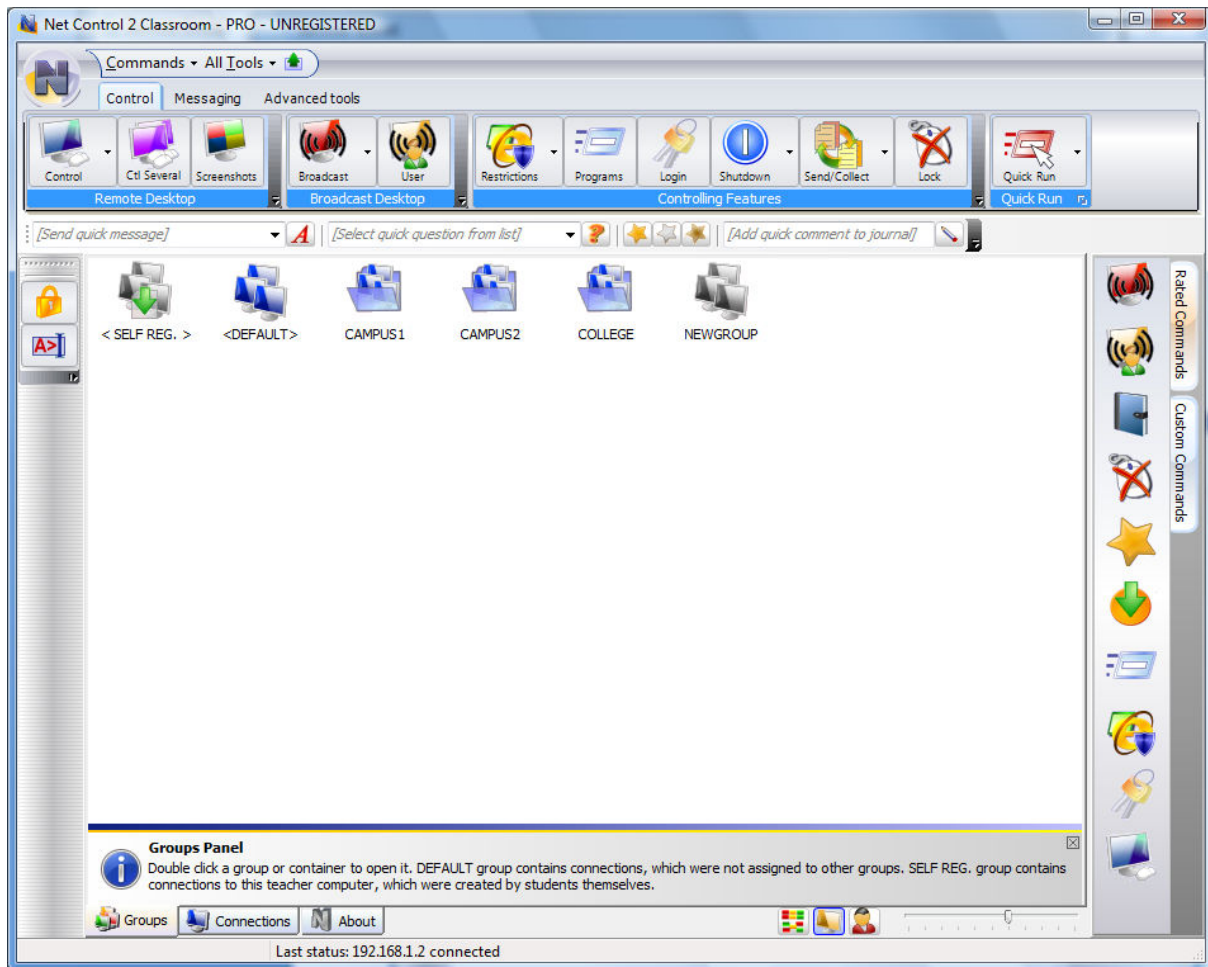 Net Control 2 Classroom - PRO - UNREGISTERED
Commands All Tools
Control Messaging Advanced tools
Control Ctl Several Screenshots Broadcast User Restrictions Programs Login Shutdown Send/Collect Lock Quick Run
Remote Desktop Broadcast Desktop Controlling Features Quick Run
[Send quick message] A [Select quick question from list] ? [Add quick comment to journal]
A>
< SELF REG. > <DEFAULT> CAMPUS1 CAMPUS2 COLLEGE NEWGROUP
Rated Commands
Custom Commands
Groups Panel
Double click a group or container to open it. DEFAULT group contains connections, which were not assigned to other groups. SELF REG. group contains
connections to this teacher computer, which were created by students themselves.
Groups Connections About
Last status: 192.168.1.2 connected